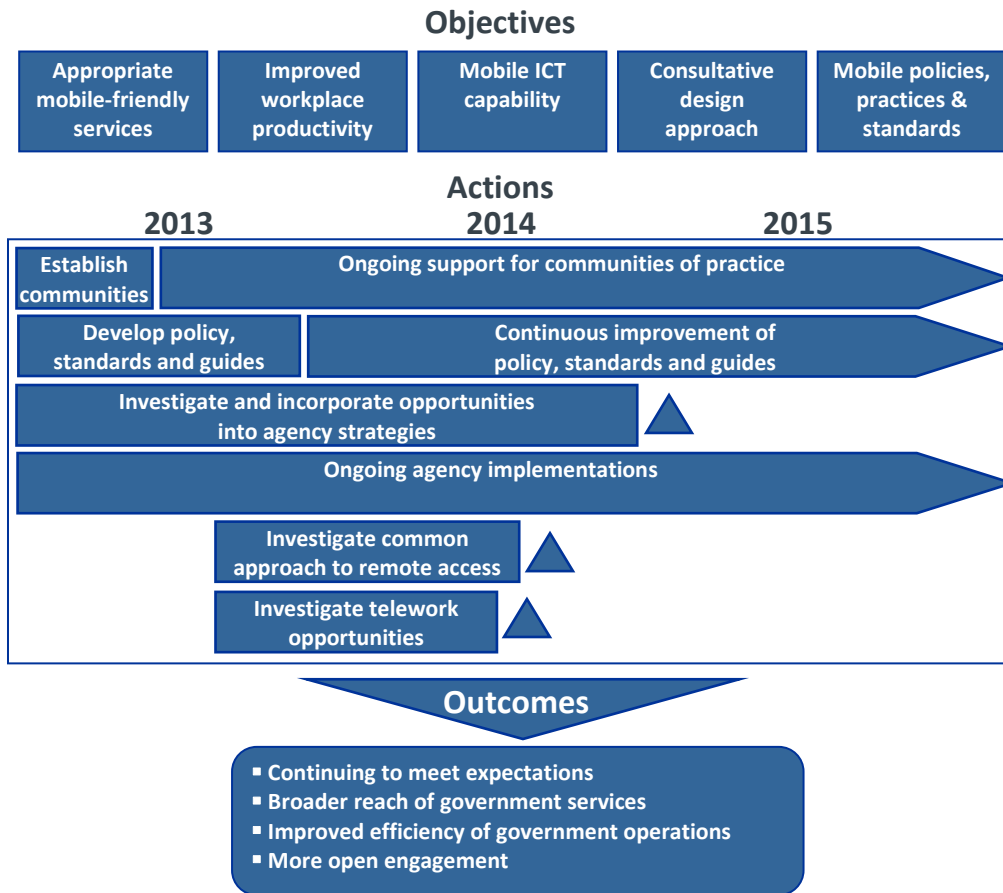 Objectives
Appropriate
mobile-friendly
services
Improved
workplace
productivity
Mobile ICT
capability
Consultative
design
approach
Mobile policies,
practices &
standards
Actions
2013 2014 2015
Establish
communities
Ongoing support for communities of practice
Develop policy,
standards and guides
Continuous improvement of
policy, standards and guides
Investigate and incorporate opportunities
into agency strategies
Ongoing agency implementations
Investigate common
approach to remote access
Investigate telework
opportunities
Outcomes
▪ Continuing to meet expectations
▪ Broader reach of government services
▪ Improved efficiency of government operations
▪ More open engagement